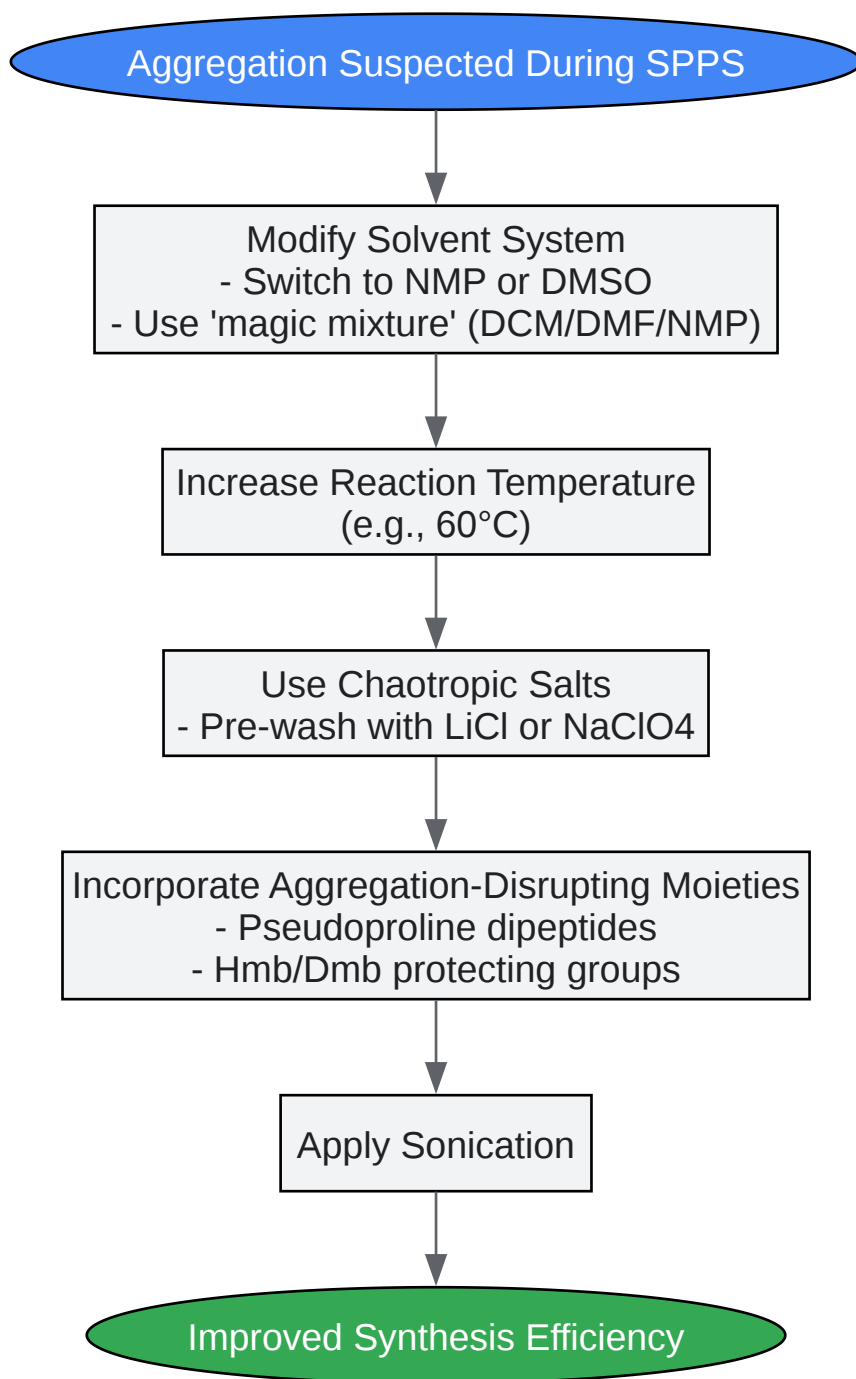 Aggregation Suspected During SPPS
Modify Solvent System
- Switch to NMP or DMSO
- Use 'magic mixture' (DCM/DMF/NMP)
Increase Reaction Temperature
(e.g., 60°C)
Use Chaotropic Salts
- Pre-wash with LiCl or NaClO4
Incorporate Aggregation-Disrupting Moieties
- Pseudoproline dipeptides
- Hmb/Dmb protecting groups
Apply Sonication
Improved Synthesis Efficiency